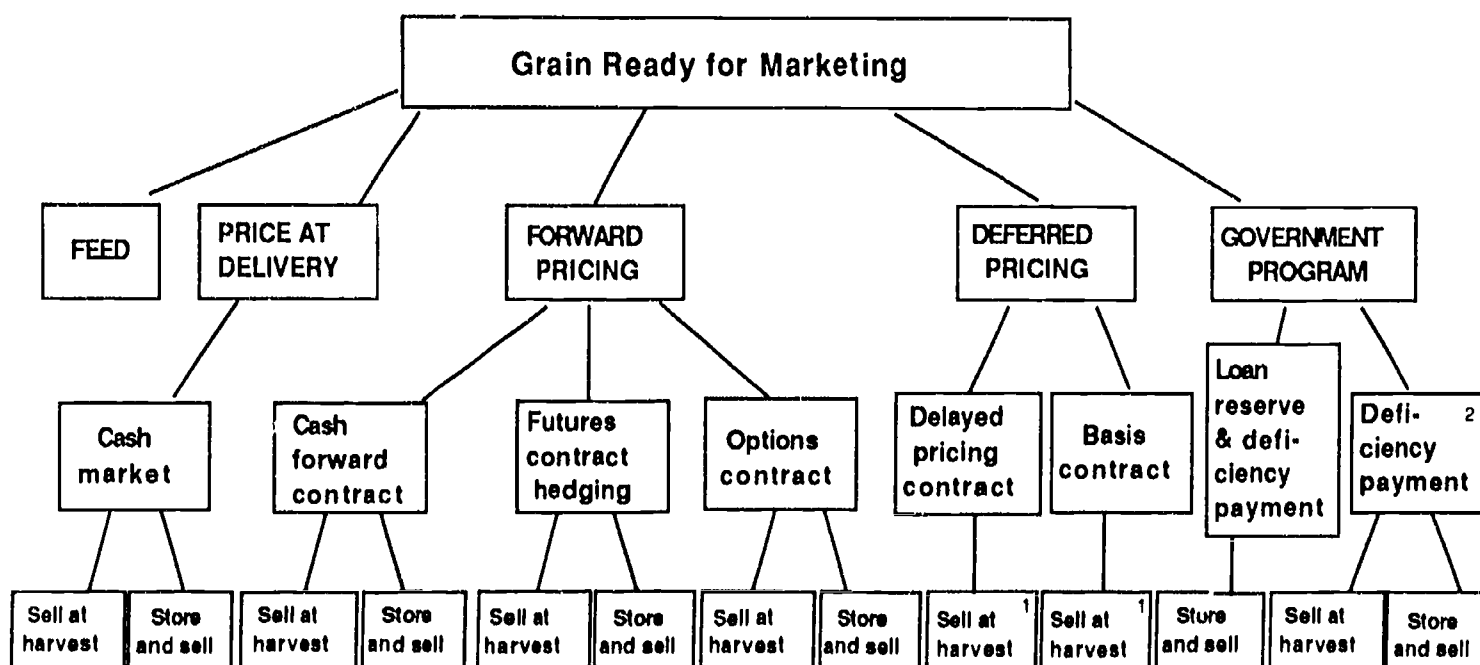 Grain Ready for Marketing
FEED
PRICE AT
DELIVERY
FORWARD
PRICING
DEFERRED
PRICING
GOVERNMENT
PROGRAM
Cash
market
Cash
forward
contract
Futures
contract
hedging
Options
contract
Delayed
pricing
contract
Basis
contract
Loan
reserve
& defi-
ciency
payment
Defi- 2
ciency
payment
Sell at
harvest
Store
and sell
Sell at
harvest
Store
and sell
Sell at
harvest
Store
and sell
Sell at
harvest
Store
and sell
Sell at 1
harvest
Sell at 1
harvest
Store
and sell
Sell at
harvest
Store
and sell